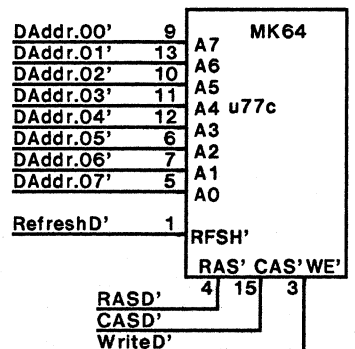 DAddr.00' 9 A7 MK64
DAddr.01' 13 A6
DAddr.02' 10 A5
DAddr.03' 11 A4 u77c
DAddr.04' 12 A3
DAddr.05' 6 A2
DAddr.06' 7 A1
DAddr.07' 5 A0
RefreshD' 1 RFSH'
RAS' CAS' WE'
4 15 3
RASD'
CASD'
WriteD'